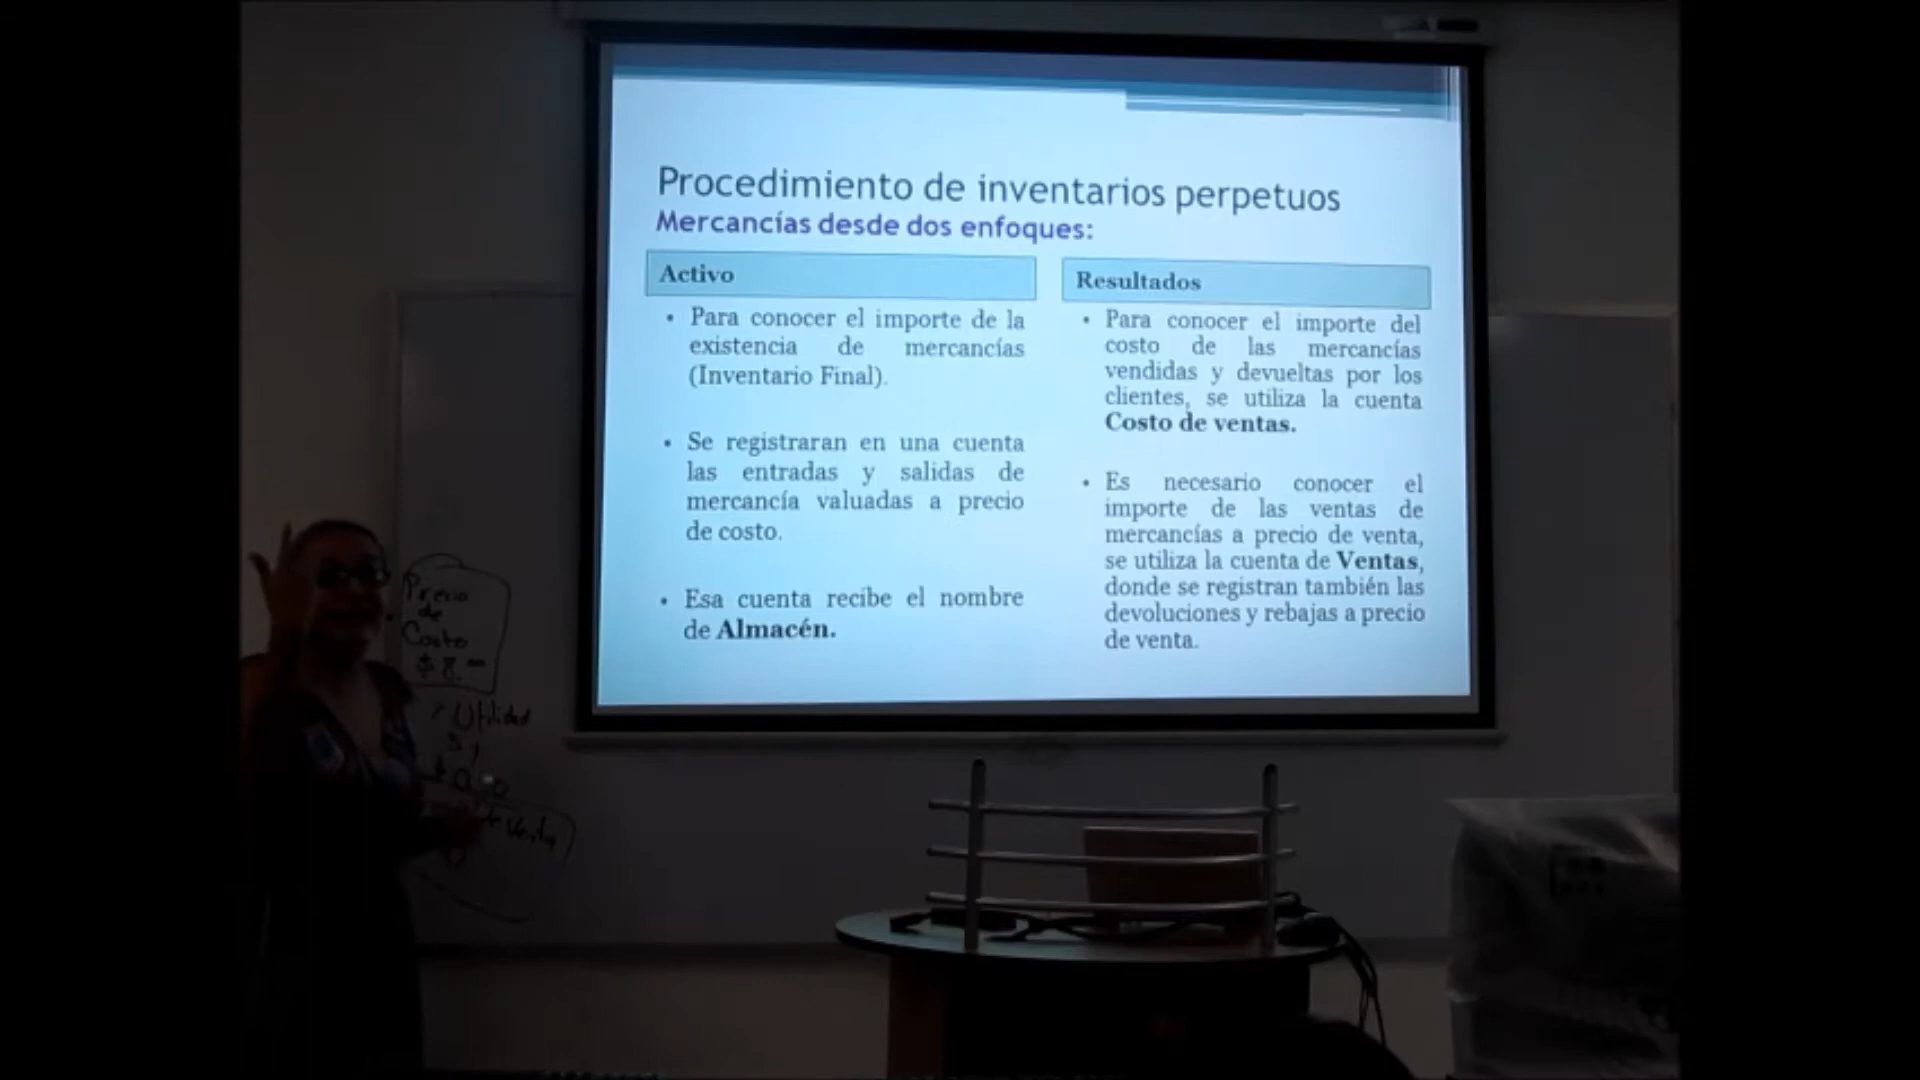 Procedimiento de inventarios perpetuos
Mercancías desde dos enfoques:
Activo
• Para conocer el importe de la
existencia de mercancías
(Inventario Final).
• Se registraran en una cuenta
las entradas y salidas de
mercancía valuadas a precio
de costo.
• Esa cuenta recibe el nombre
de Almacén.
Resultados
• Para conocer el importe del
costo de las mercancías
vendidas y devueltas por los
clientes, se utiliza la cuenta
Costo de ventas.
• Es necesario conocer el
importe de las ventas de
mercancías a precio de venta,
se utiliza la cuenta de Ventas,
donde se registran también las
devoluciones y rebajas a precio
de venta.
Precio
de
Costo
$ 8.00
Utilidad